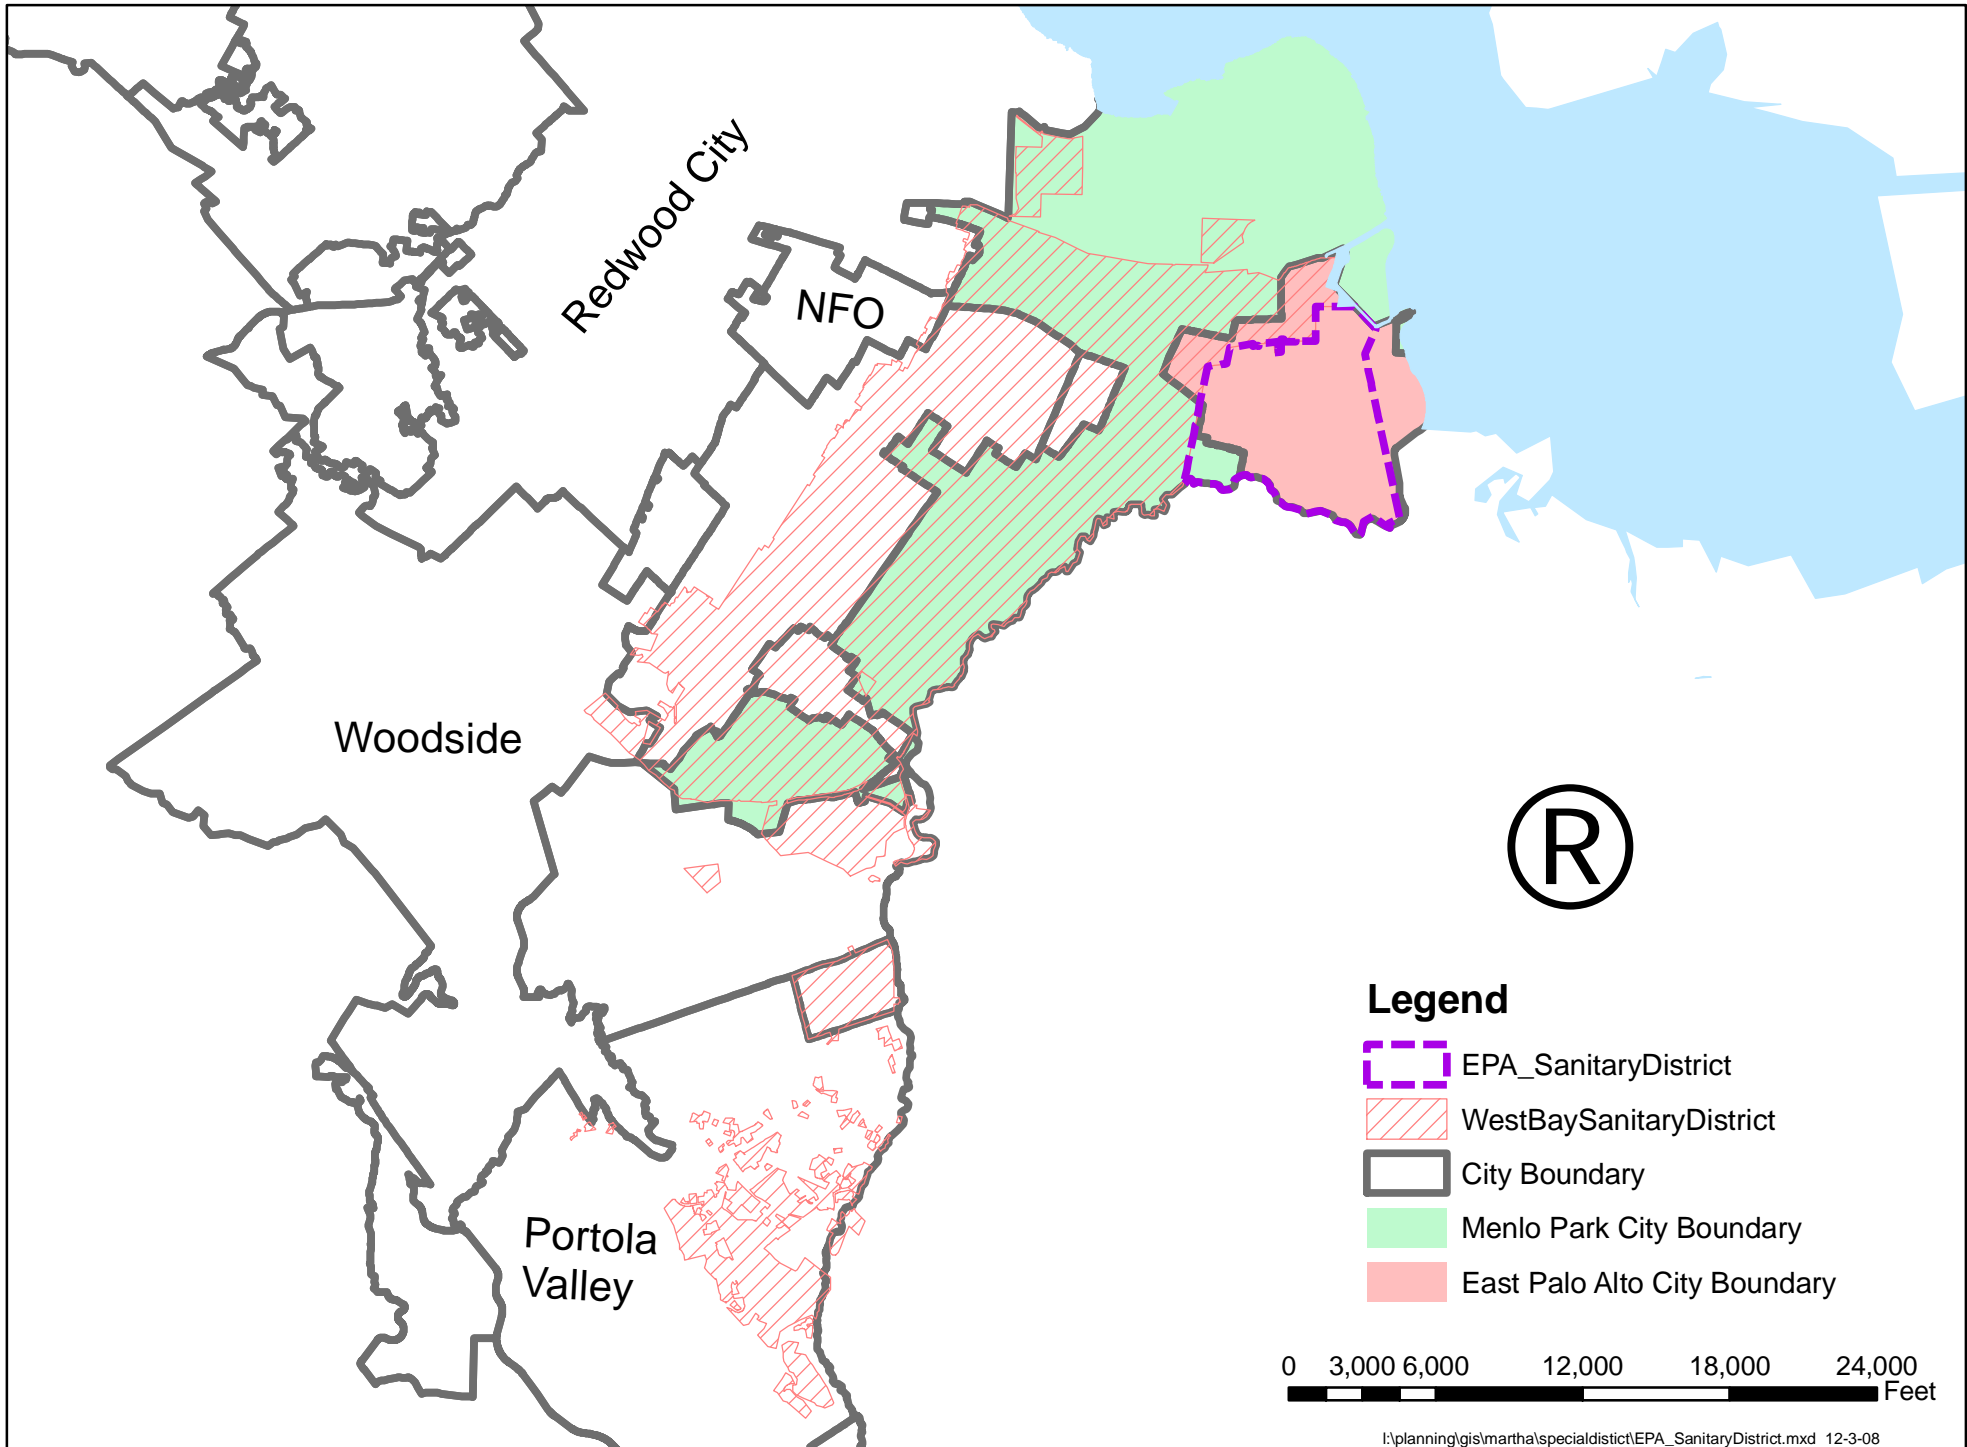 Redwood City
NFO
Woodside
Portola
Valley
®
Legend
EPA_SanitaryDistrict
WestBaySanitaryDistrict
City Boundary
Menlo Park City Boundary
East Palo Alto City Boundary
0 3,000 6,000 12,000 18,000 24,000
Feet
I:\planning\gis\martha\specialdistict\EPA_SanitaryDistrict.mxd 12-3-08